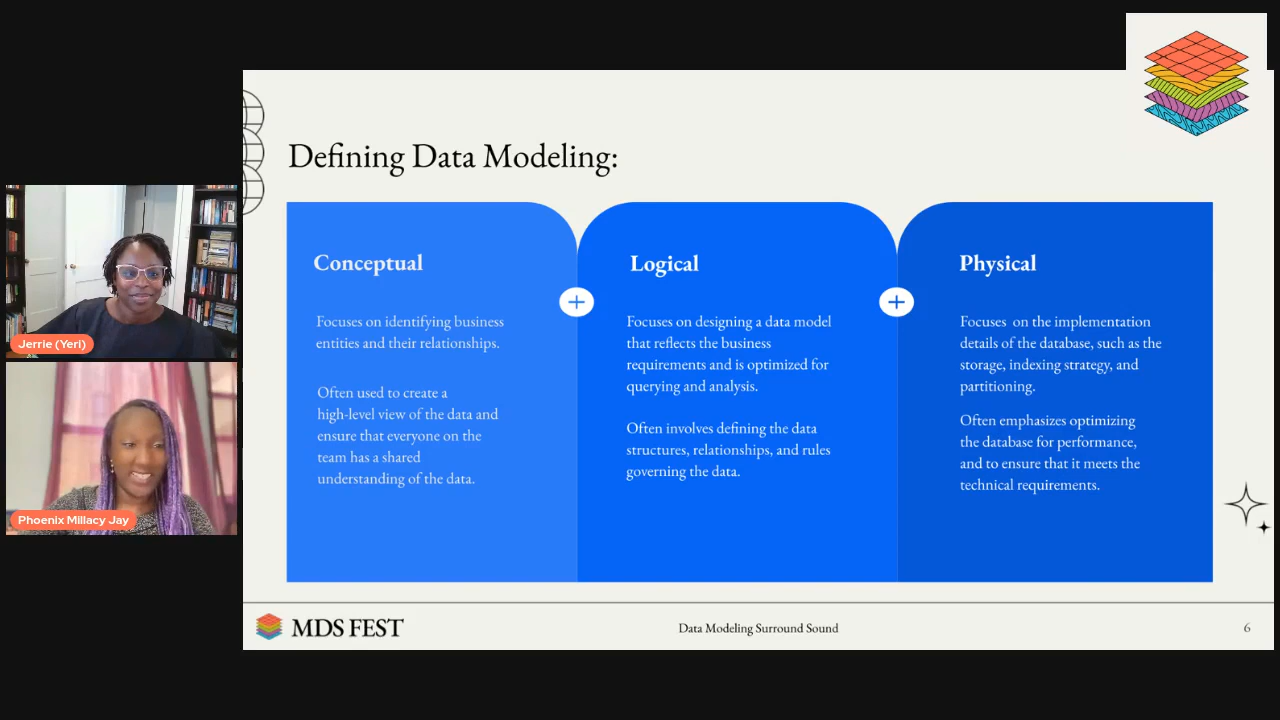 Defining Data Modeling:
Conceptual
Focuses on identifying business
entities and their relationships.
Often used to create a
high-level view of the data and
ensure that everyone on the
team has a shared
understanding of the data.
Logical
Focuses on designing a data model
that reflects the business
requirements and is optimized for
querying and analysis.
Often involves defining the data
structures, relationships, and rules
governing the data.
Physical
Focuses on the implementation
details of the database, such as the
storage, indexing strategy, and
partitioning.
Often emphasizes optimizing
the database for performance,
and to ensure that it meets the
technical requirements.
Jerrie (Yeri)
Phoenix Millacy Jay
MDS FEST
Data Modeling Surround Sound
6